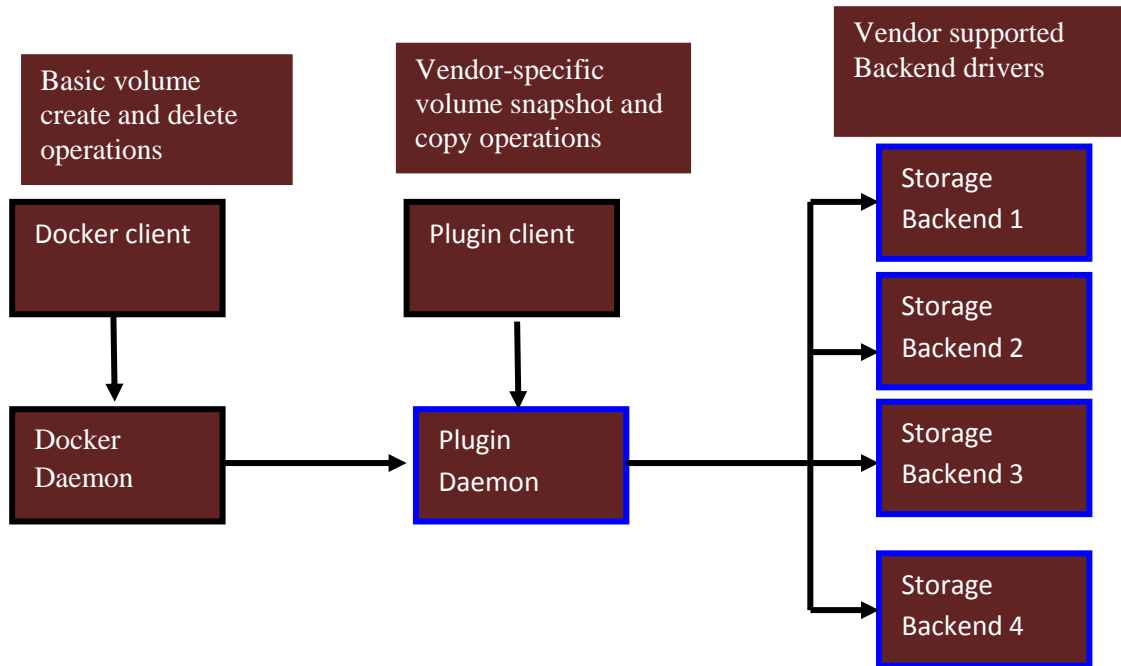 Basic volume
create and delete
operations
Vendor-specific
volume snapshot and
copy operations
Vendor supported
Backend drivers
Docker client
Plugin client
Storage
Backend 1
Storage
Backend 2
Docker
Daemon
Plugin
Daemon
Storage
Backend 3
Storage
Backend 4